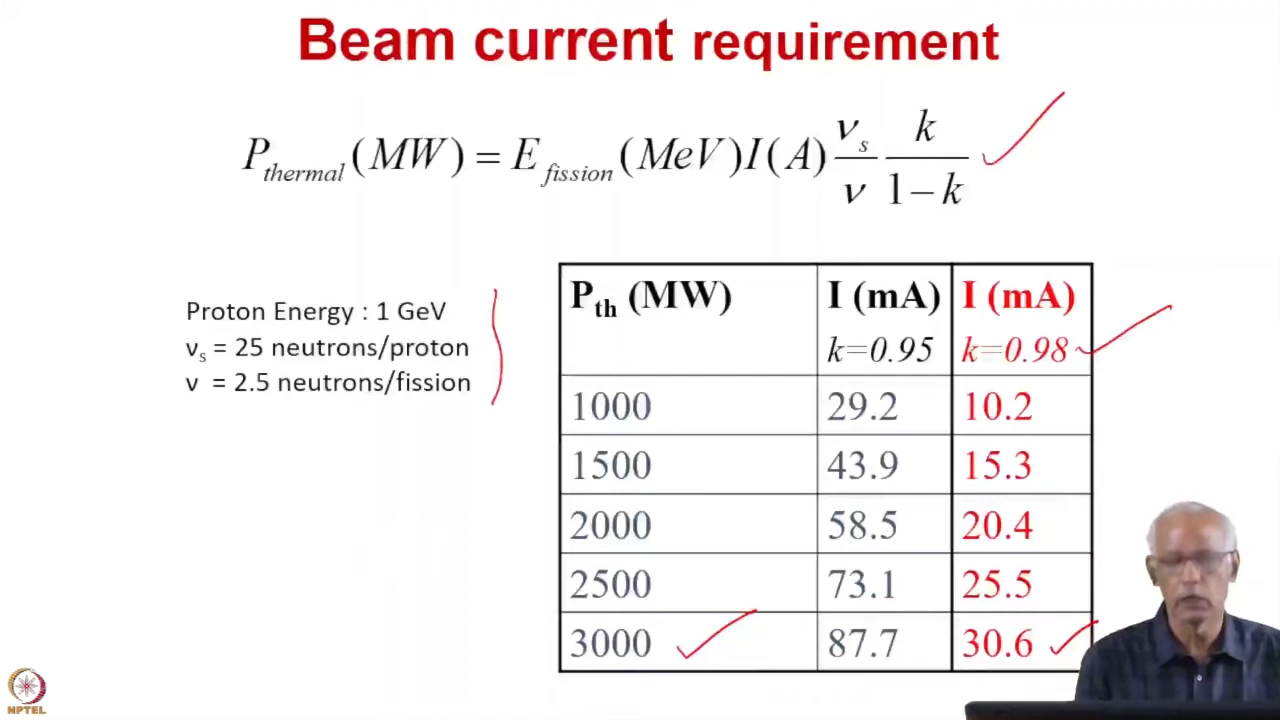 Beam current requirement
P_thermal (MW) = E_fission (MeV) I (A) ν_s/ν k/(1−k)
Proton Energy : 1 GeV
ν_s = 25 neutrons/proton
ν = 2.5 neutrons/fission
P_th (MW) I (mA) I (mA)
k=0.95 k=0.98
1000 29.2 10.2
1500 43.9 15.3
2000 58.5 20.4
2500 73.1 25.5
3000 87.7 30.6
NPTEL